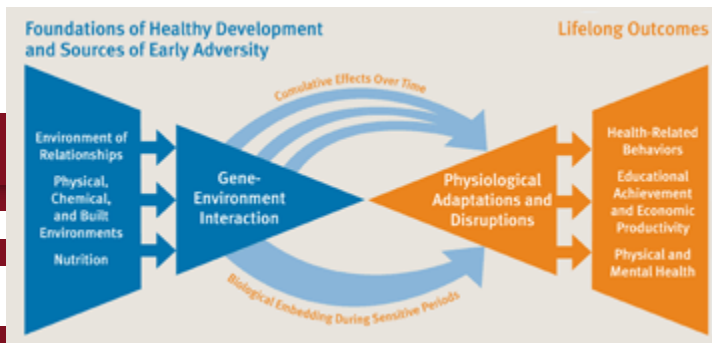 Foundations of Healthy Development
and Sources of Early Adversity
Lifelong Outcomes
Cumulative Effects Over Time
Environment of
Relationships
Physical,
Chemical,
and Built
Environments
Nutrition
Gene-
Environment
Interaction
Physiological
Adaptations and
Disruptions
Health-Related
Behaviors
Educational
Achievement
and Economic
Productivity
Physical and
Mental Health
Biological Embedding During Sensitive Periods